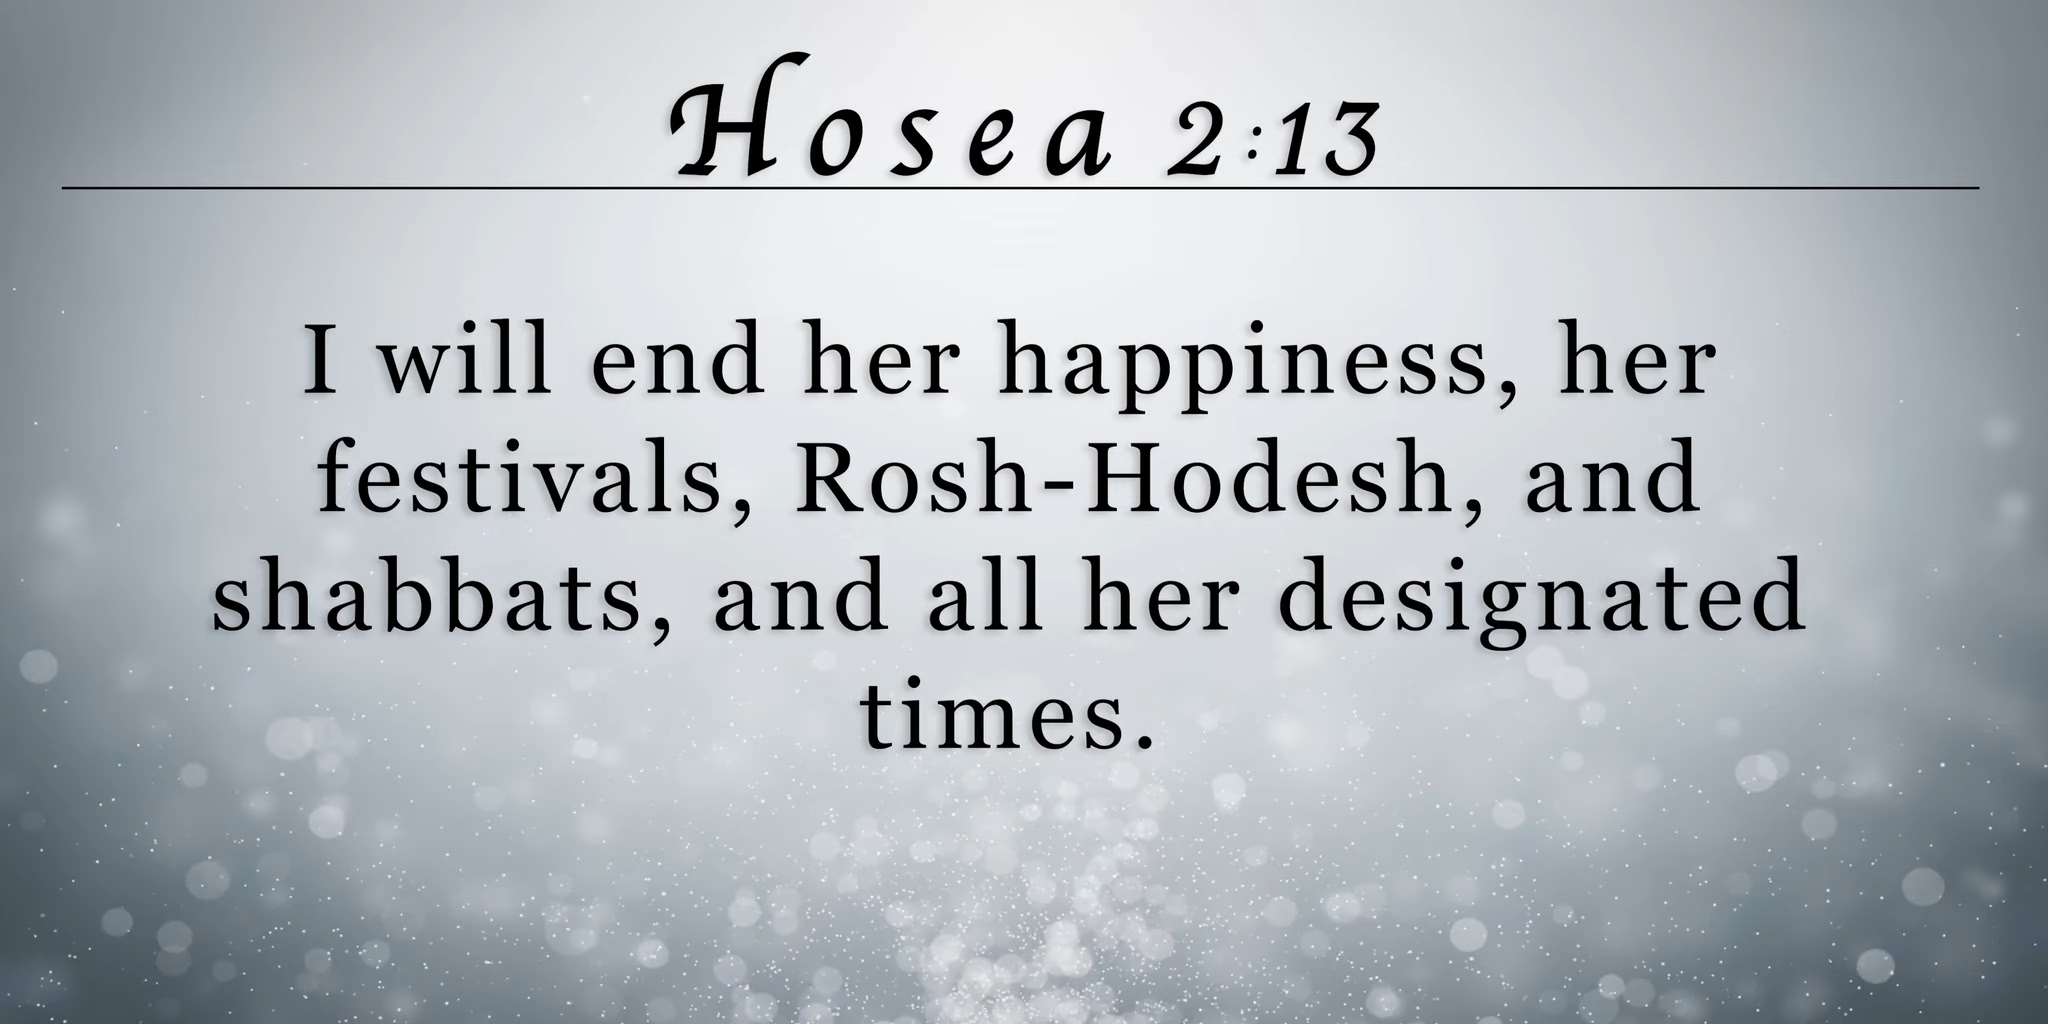 Hosea 2:13
I will end her happiness, her
festivals, Rosh-Hodesh, and
shabbats, and all her designated
times.